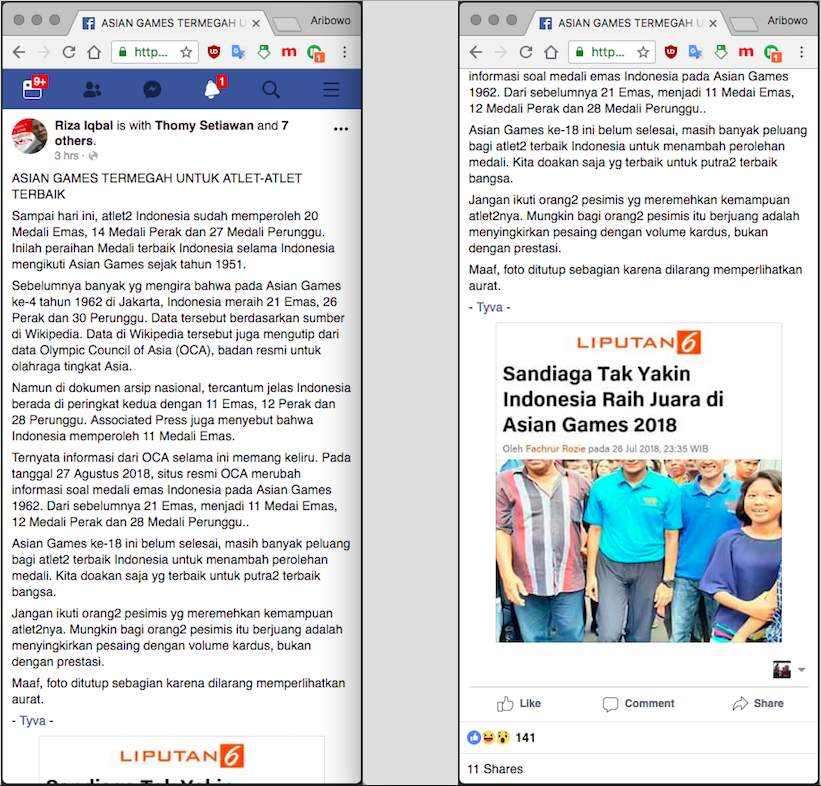 ASIAN GAMES TERMEGAH U
Aribowo
http...
1
9+
1
Riza Iqbal is with Thomy Setiawan and 7
others.
3 hrs ·
ASIAN GAMES TERMEGAH UNTUK ATLET-ATLET
TERBAIK
Sampai hari ini, atlet2 Indonesia sudah memperoleh 20
Medali Emas, 14 Medali Perak dan 27 Medali Perunggu.
Inilah peraihan Medali terbaik Indonesia selama Indonesia
mengikuti Asian Games sejak tahun 1951.
Sebelumnya banyak yg mengira bahwa pada Asian Games
ke-4 tahun 1962 di Jakarta, Indonesia meraih 21 Emas, 26
Perak dan 30 Perunggu. Data tersebut berdasarkan sumber
di Wikipedia. Data di Wikipedia tersebut juga mengutip dari
data Olympic Council of Asia (OCA), badan resmi untuk
olahraga tingkat Asia.
Namun di dokumen arsip nasional, tercantum jelas Indonesia
berada di peringkat kedua dengan 11 Emas, 12 Perak dan
28 Perunggu. Associated Press juga menyebut bahwa
Indonesia memperoleh 11 Medali Emas.
Ternyata informasi dari OCA selama ini memang keliru. Pada
tanggal 27 Agustus 2018, situs resmi OCA merubah
informasi soal medali emas Indonesia pada Asian Games
1962. Dari sebelumnya 21 Emas, menjadi 11 Medai Emas,
12 Medali Perak dan 28 Medali Perunggu..
Asian Games ke-18 ini belum selesai, masih banyak peluang
bagi atlet2 terbaik Indonesia untuk menambah perolehan
medali. Kita doakan saja yg terbaik untuk putra2 terbaik
bangsa.
Jangan ikuti orang2 pesimis yg meremehkan kemampuan
atlet2nya. Mungkin bagi orang2 pesimis itu berjuang adalah
menyingkirkan pesaing dengan volume kardus, bukan
dengan prestasi.
Maaf, foto ditutup sebagian karena dilarang memperlihatkan
aurat.
- Tyva -
LIPUTAN 6
Sandiaga Tak Yakin
ASIAN GAMES TERMEGAH U
Aribowo
http...
1
informasi soal medali emas Indonesia pada Asian Games
1962. Dari sebelumnya 21 Emas, menjadi 11 Medai Emas,
12 Medali Perak dan 28 Medali Perunggu..
Asian Games ke-18 ini belum selesai, masih banyak peluang
bagi atlet2 terbaik Indonesia untuk menambah perolehan
medali. Kita doakan saja yg terbaik untuk putra2 terbaik
bangsa.
Jangan ikuti orang2 pesimis yg meremehkan kemampuan
atlet2nya. Mungkin bagi orang2 pesimis itu berjuang adalah
menyingkirkan pesaing dengan volume kardus, bukan
dengan prestasi.
Maaf, foto ditutup sebagian karena dilarang memperlihatkan
aurat.
- Tyva -
LIPUTAN 6
Sandiaga Tak Yakin
Indonesia Raih Juara di
Asian Games 2018
Oleh Fachrur Rozie pada 26 Jul 2018, 23:35 WIB
Like Comment Share
141
11 Shares